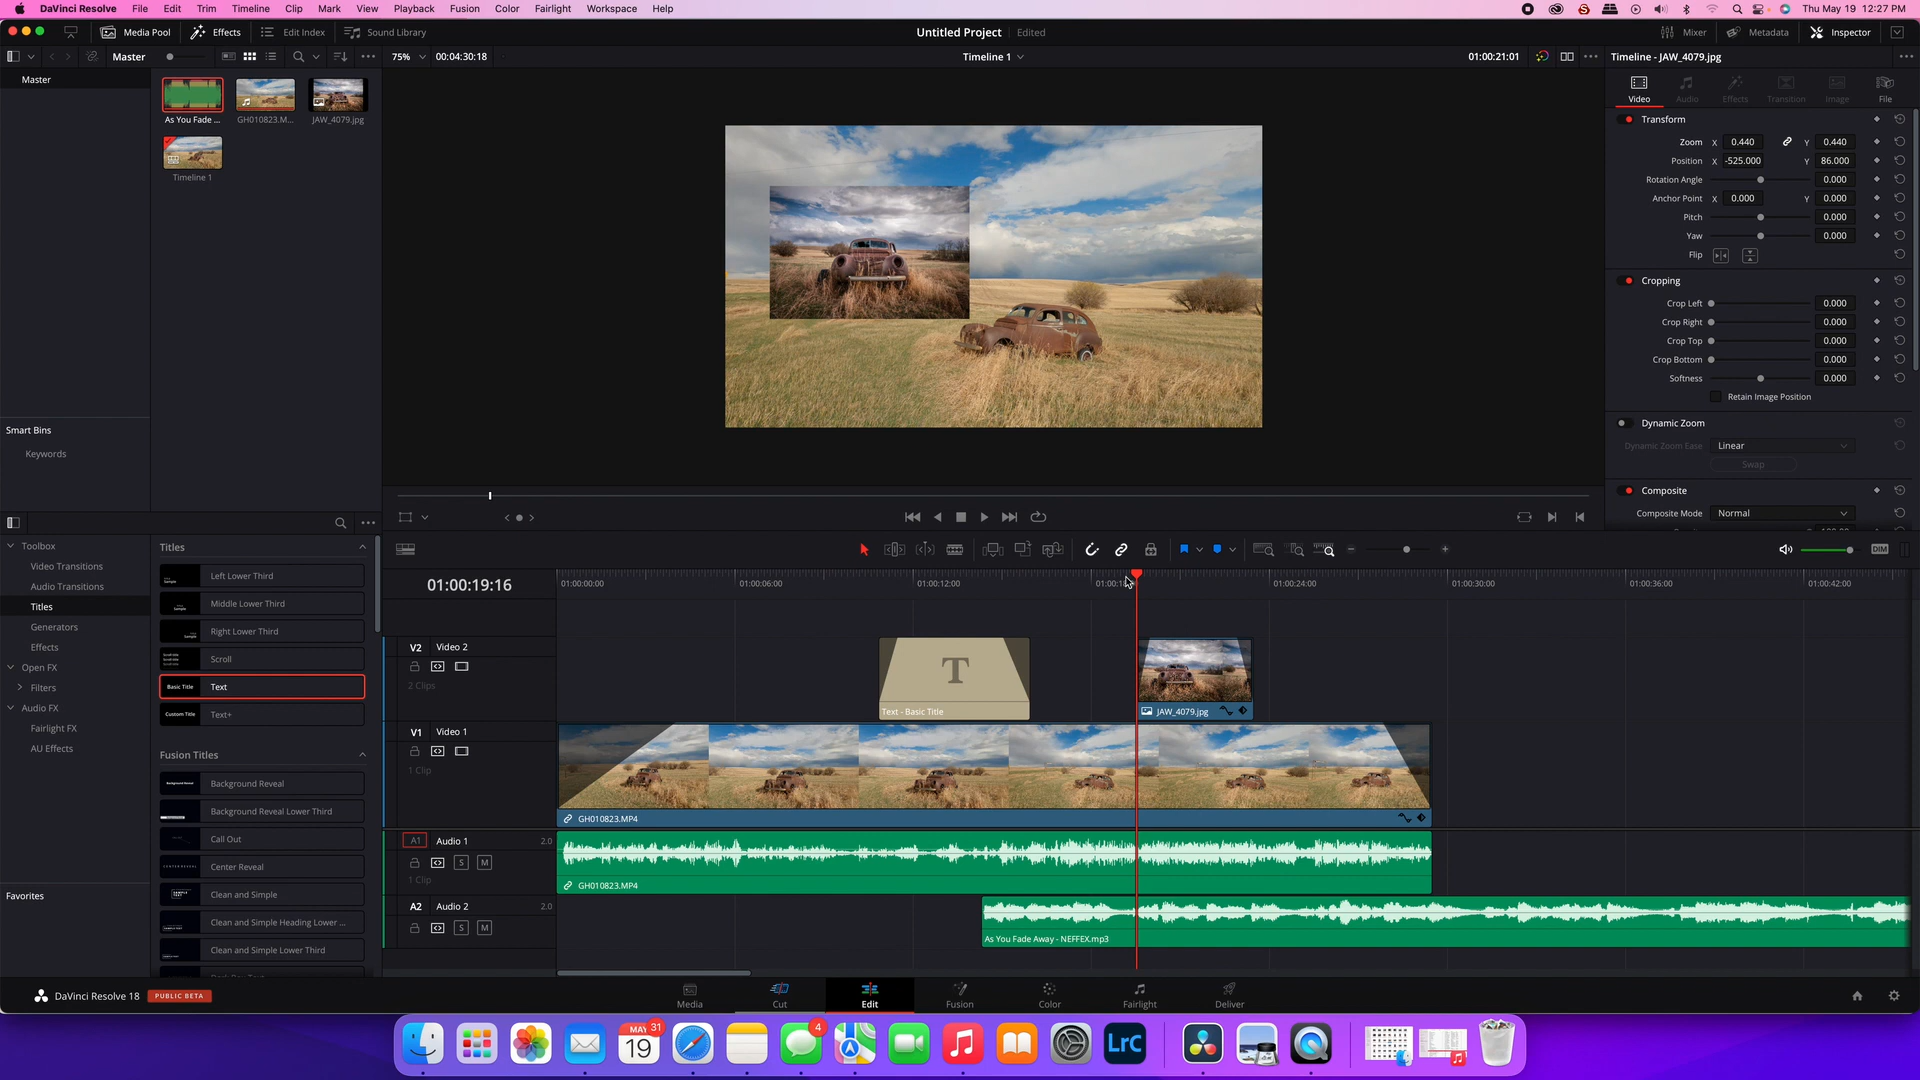 DaVinci Resolve File Edit Trim Timeline Clip Mark View Playback Fusion Color Fairlight Workspace Help
Thu May 19 12:27 PM
Media Pool Effects Edit Index Sound Library
Untitled Project Edited
Mixer Metadata Inspector
Master
75% 00:04:30:18
Timeline 1
01:00:21:01
Timeline - JAW_4079.jpg
Master
As You Fade ...
GH010823.M...
JAW_4079.jpg
Timeline 1
Video Audio Effects Transition Image File
Transform
Zoom X 0.440 Y 0.440
Position X -525.000 Y 86.000
Rotation Angle 0.000
Anchor Point X 0.000 Y 0.000
Pitch 0.000
Yaw 0.000
Flip
Cropping
Crop Left 0.000
Crop Right 0.000
Crop Top 0.000
Crop Bottom 0.000
Softness 0.000
Retain Image Position
Dynamic Zoom
Dynamic Zoom Ease Linear
Swap
Composite
Composite Mode Normal
Smart Bins
Keywords
Toolbox
Video Transitions
Audio Transitions
Titles
Generators
Effects
Open FX
Filters
Audio FX
Fairlight FX
AU Effects
Favorites
Titles
Left Lower Third
Middle Lower Third
Right Lower Third
Scroll
Basic Title Text
Custom Title Text+
Fusion Titles
Background Reveal
Background Reveal Lower Third
Call Out
Center Reveal
Clean and Simple
Clean and Simple Heading Lower ...
Clean and Simple Lower Third
DIM
01:00:19:16
01:00:00:00 01:00:06:00 01:00:12:00 01:00:24:00 01:00:30:00 01:00:36:00 01:00:42:00
V2 Video 2
2 Clips
T
Text - Basic Title
JAW_4079.jpg
V1 Video 1
1 Clip
GH010823.MP4
A1 Audio 1 2.0
S M
1 Clip
GH010823.MP4
A2 Audio 2 2.0
S M
As You Fade Away - NEFFEX.mp3
DaVinci Resolve 18 PUBLIC BETA
Media Cut Edit Fusion Color Fairlight Deliver
MAY 31
19
4
LrC